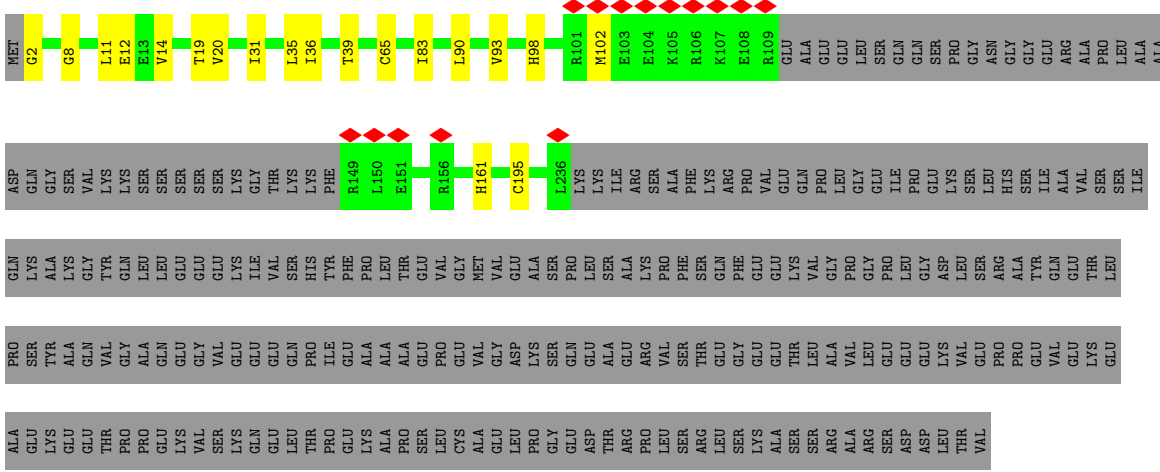 MET G2 G8 L11 E12 E13 V14 T19 V20 I31 L35 I36 T39 C65 I83 L90 V93 H98 R101 M102 E103 E104 K105 R106 K107 E108 R109 GLU ALA GLU GLU LEU SER GLN GLN SER PRO GLY ASN GLY GLY GLU ARG ALA PRO LEU ALA ALA
ASP GLN GLY SER VAL LYS LYS SER SER SER SER SER LYS GLY THR LYS LYS PHE R149 L150 E151 R156 H161 C195 L236 LYS LYS ILE ARG SER ALA PHE LYS ARG PRO VAL GLU GLN PRO LEU GLY GLU ILE PRO GLU LYS SER LEU HIS SER ILE ALA VAL SER SER ILE
GLN LYS ALA LYS GLY TYR GLN LEU LEU GLU GLU GLU LYS ILE VAL SER HIS TYR PHE PRO LEU THR GLU VAL GLY MET VAL GLU ALA SER PRO LEU SER ALA LYS PRO PHE SER GLN PHE GLU GLU LYS VAL GLY PRO GLY PRO LEU GLY ASP LEU SER ARG ALA TYR GLN GLU THR LEU
PRO SER TYR ALA GLN VAL GLY ALA GLN GLU GLY VAL GLU GLU GLU GLN PRO ILE GLU ALA ALA ALA GLU PRO GLU VAL GLY ASP LYS SER GLN GLU ALA GLU ARG VAL SER THR GLU GLY GLU GLU THR LEU ALA VAL LEU GLU GLU GLU LYS VAL GLU PRO PRO GLU VAL GLU LYS GLU
ALA GLU LYS GLU GLU THR PRO PRO GLU LYS VAL SER LYS GLN GLU LEU THR PRO GLU LYS ALA PRO SER LEU CYS ALA GLU LEU PRO GLY GLU ASP THR ARG PRO LEU SER ARG LEU SER LYS ALA SER SER ARG ALA ARG SER ASP ASP LEU THR VAL